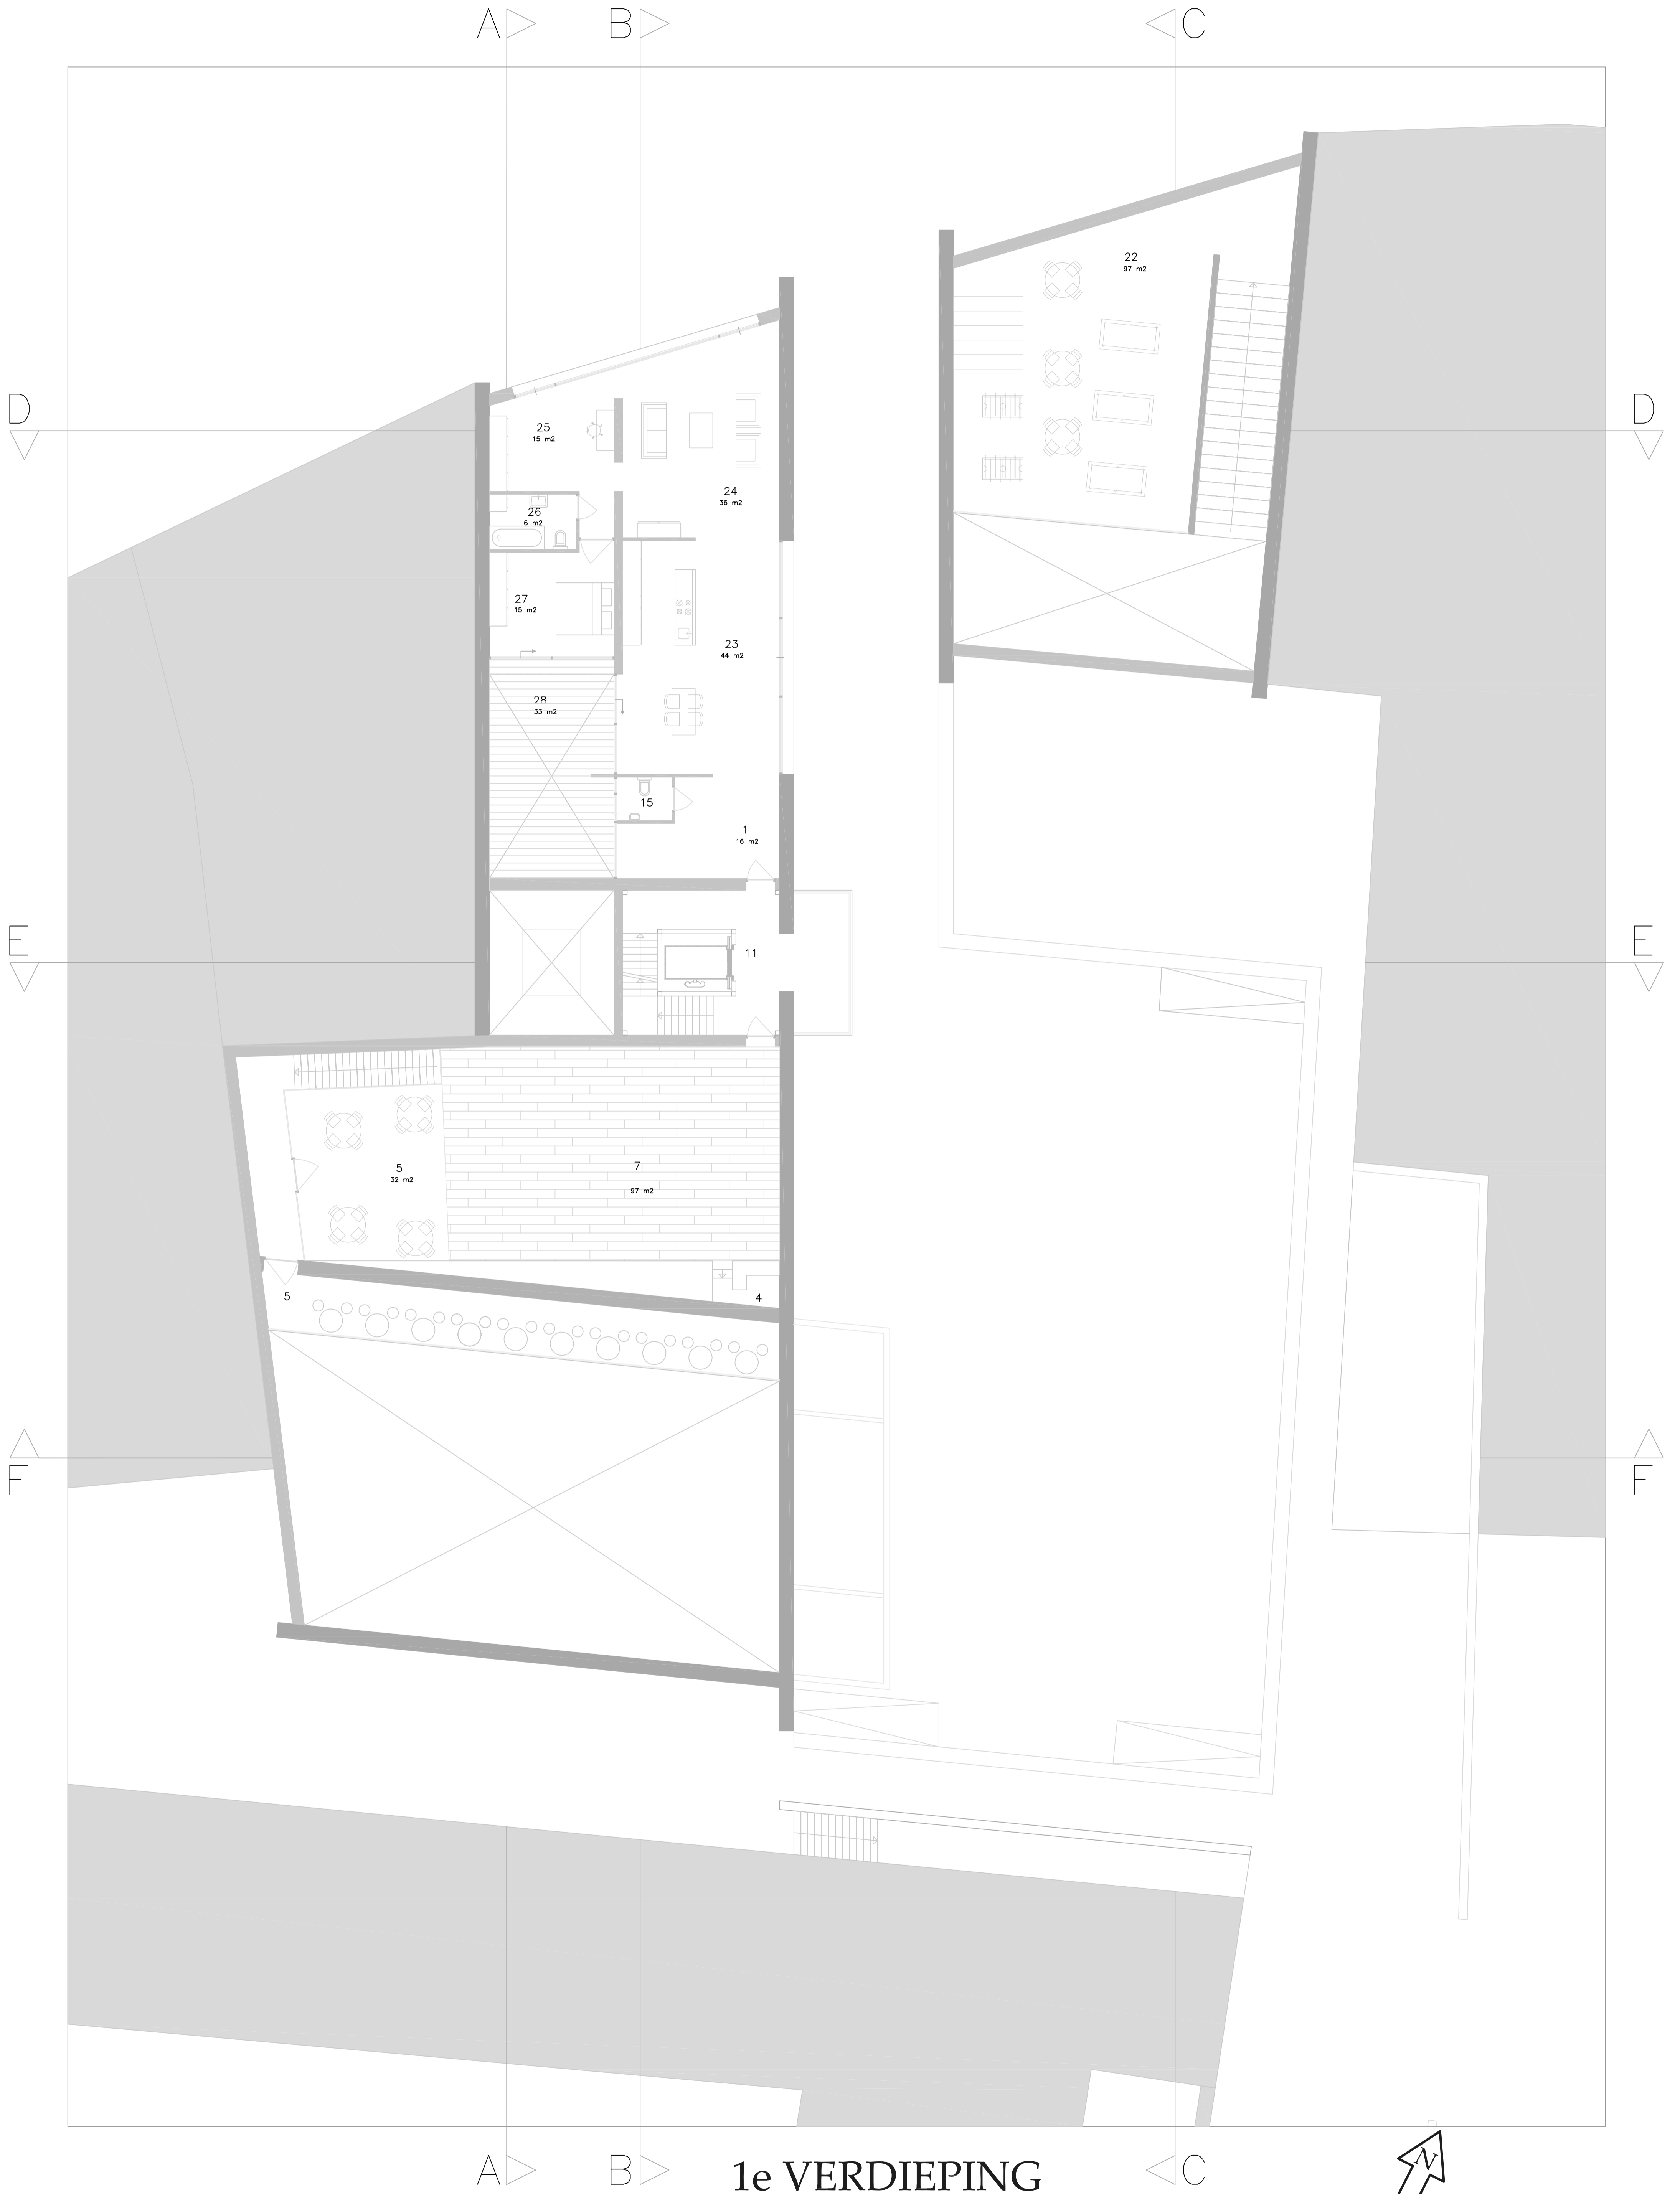 A B C
22
97 m2
D D
25
15 m2
24
36 m2
26
6 m2
27
15 m2
23
44 m2
28
33 m2
15
1
16 m2
E E
11
5
32 m2
7
97 m2
5
4
F F
A B C
1e VERDIEPING
N